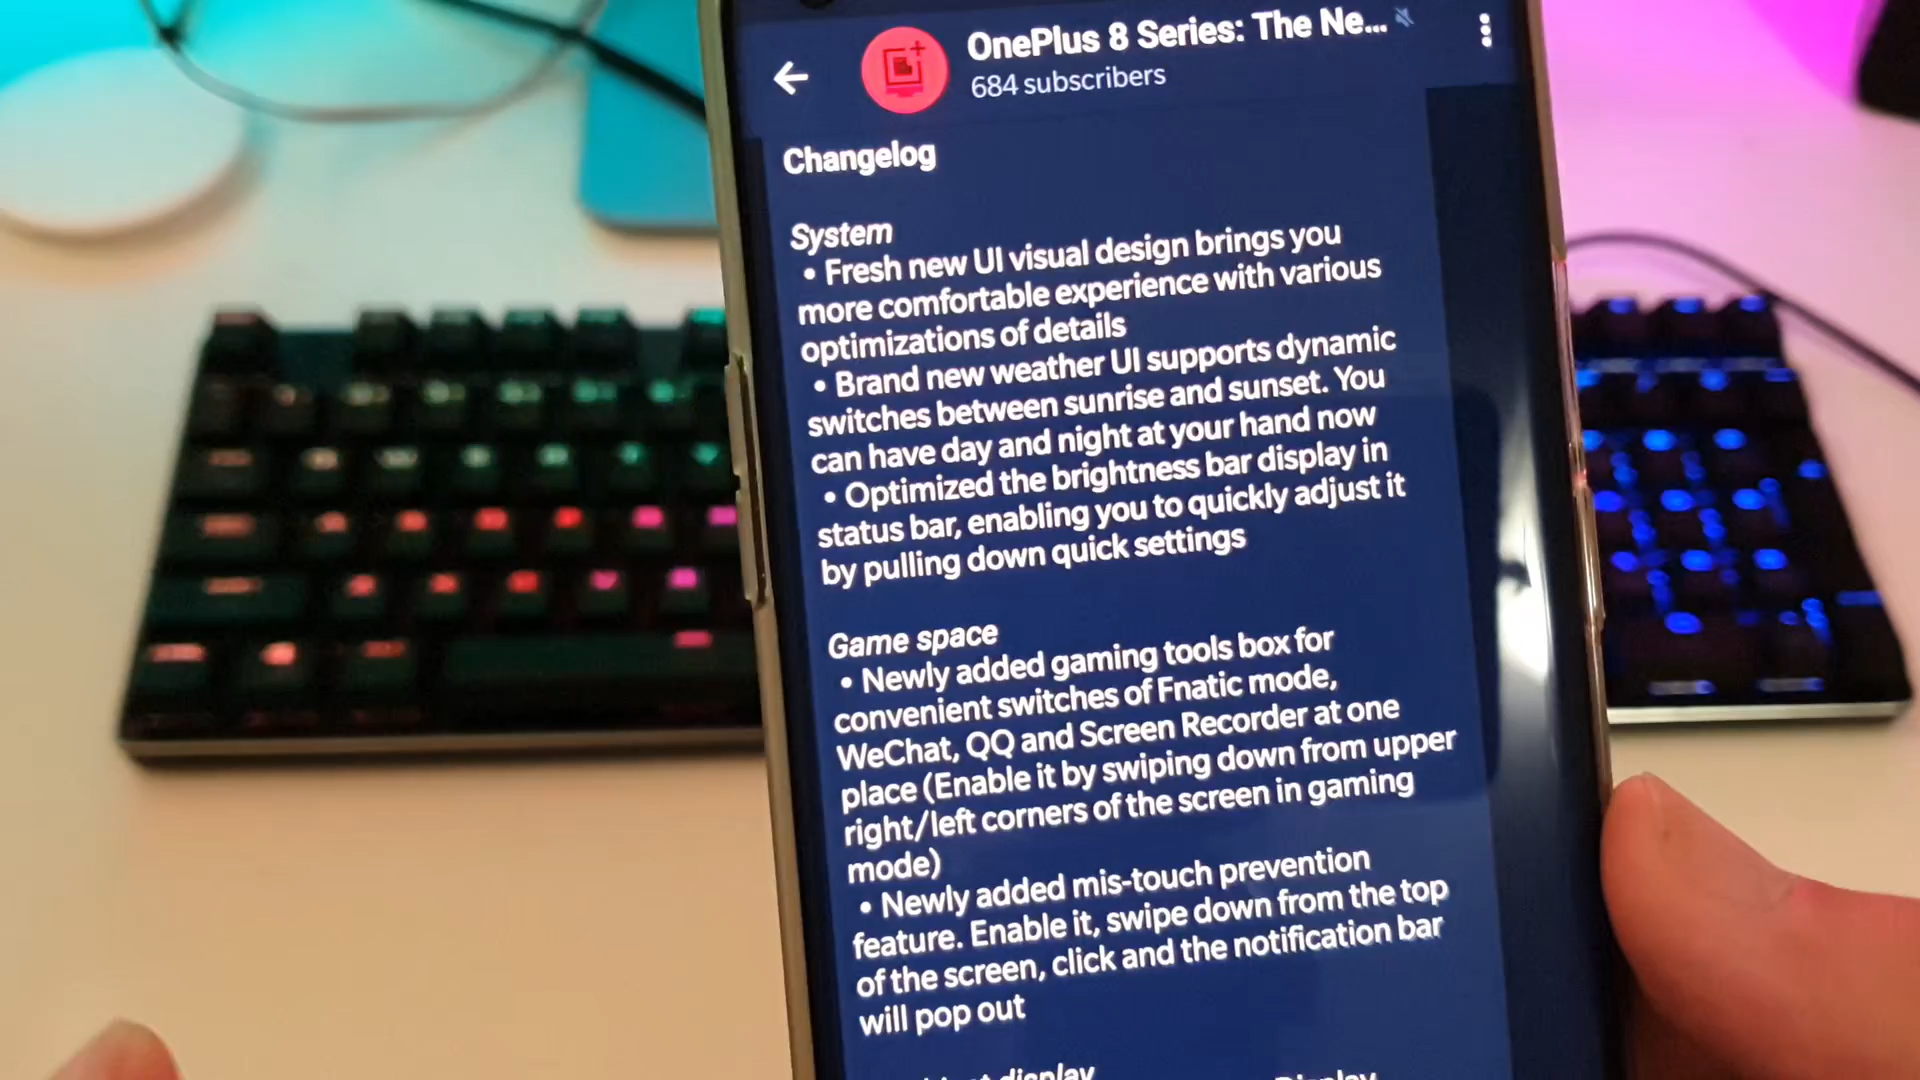 OnePlus 8 Series: The Ne...
684 subscribers
Changelog
System
• Fresh new UI visual design brings you
more comfortable experience with various
optimizations of details
• Brand new weather UI supports dynamic
switches between sunrise and sunset. You
can have day and night at your hand now
• Optimized the brightness bar display in
status bar, enabling you to quickly adjust it
by pulling down quick settings
Game space
• Newly added gaming tools box for
convenient switches of Fnatic mode,
WeChat, QQ and Screen Recorder at one
place (Enable it by swiping down from upper
right/left corners of the screen in gaming
mode)
• Newly added mis-touch prevention
feature. Enable it, swipe down from the top
of the screen, click and the notification bar
will pop out
display